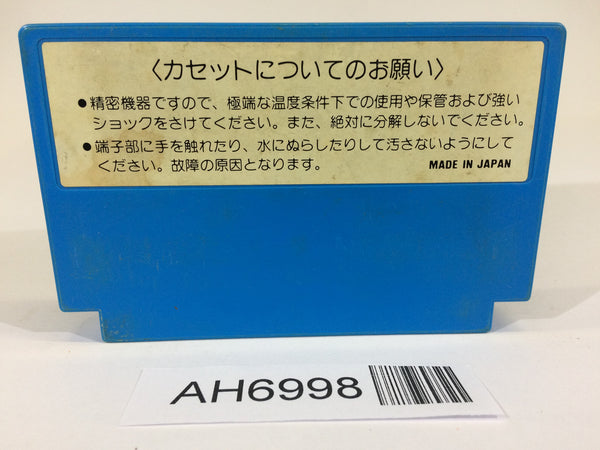 〈カセットについてのお願い〉
●精密機器ですので、極端な温度条件下での使用や保管および強い
ショックをさけてください。また、絶対に分解しないでください。
●端子部に手を触れたり、水にぬらしたりして汚さないようにして
ください。故障の原因となります。 MADE IN JAPAN
AH6998